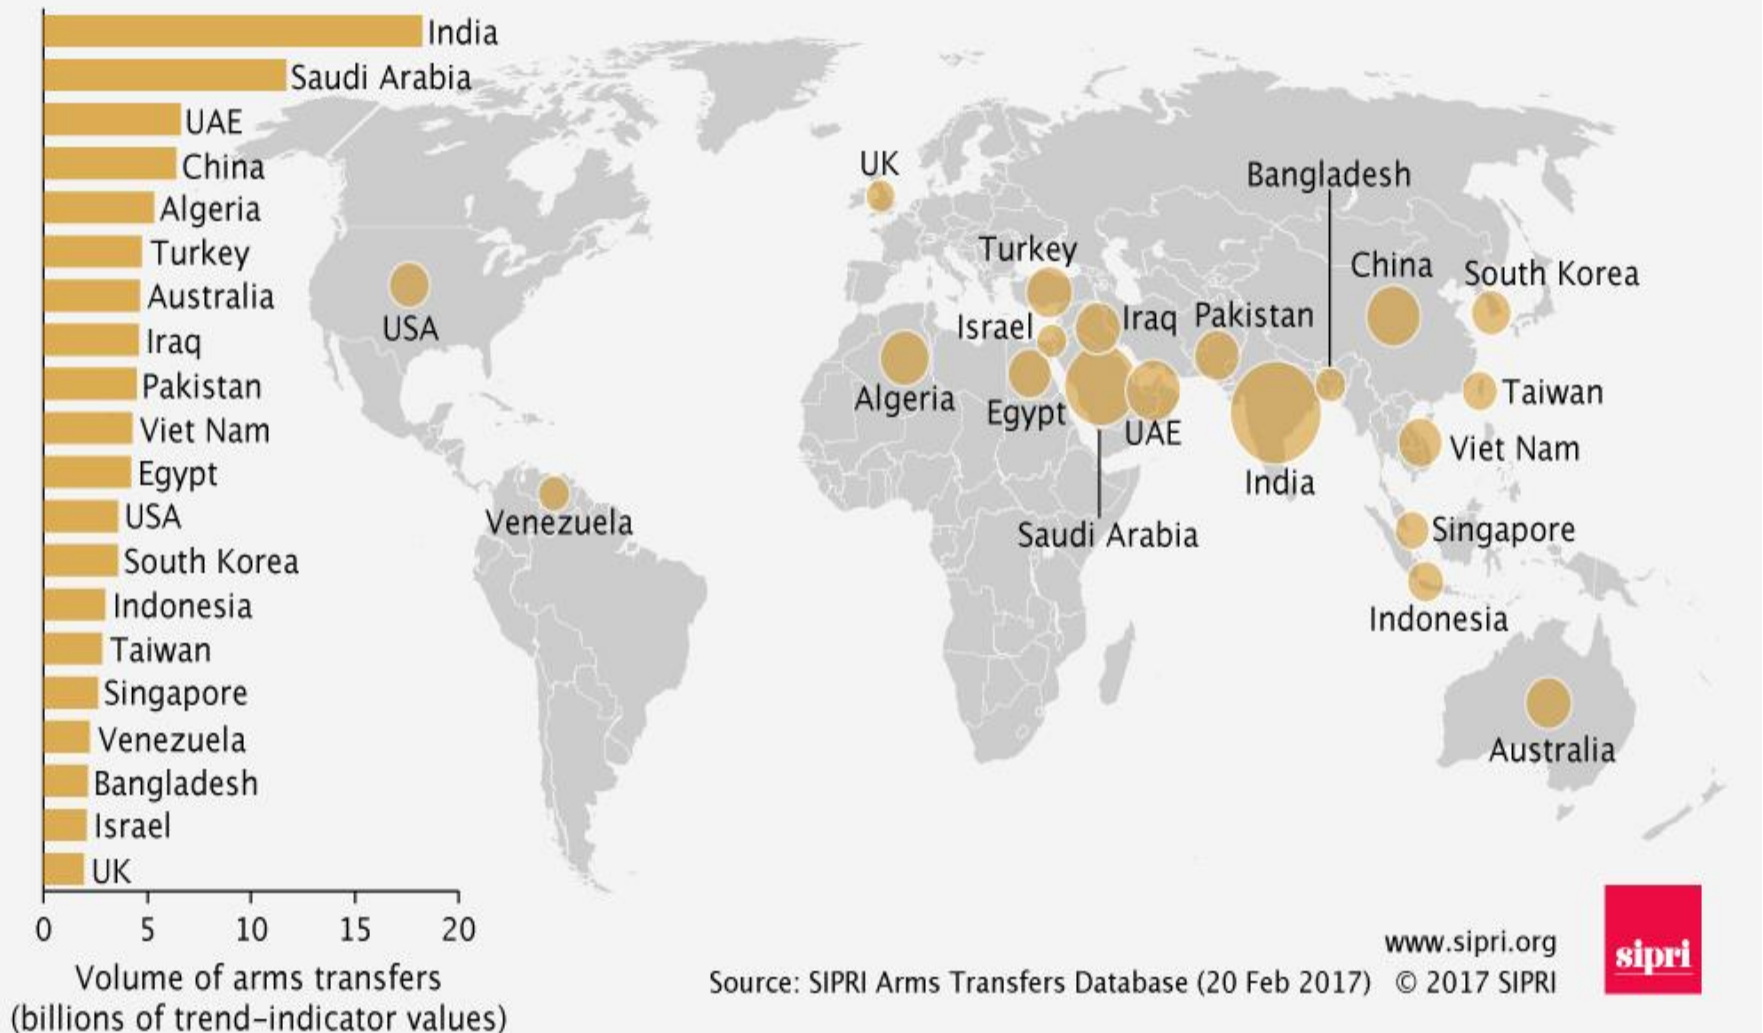 India
Saudi Arabia
UAE
China
Algeria
Turkey
Australia
Iraq
Pakistan
Viet Nam
Egypt
USA
South Korea
Indonesia
Taiwan
Singapore
Venezuela
Bangladesh
Israel
UK
0 5 10 15 20
Volume of arms transfers
(billions of trend-indicator values)
UK
Bangladesh
Turkey
China
South Korea
USA
Israel
Iraq
Pakistan
Algeria
Egypt
UAE
Taiwan
Viet Nam
India
Venezuela
Saudi Arabia
Singapore
Indonesia
Australia
www.sipri.org
Source: SIPRI Arms Transfers Database (20 Feb 2017) © 2017 SIPRI
sipri